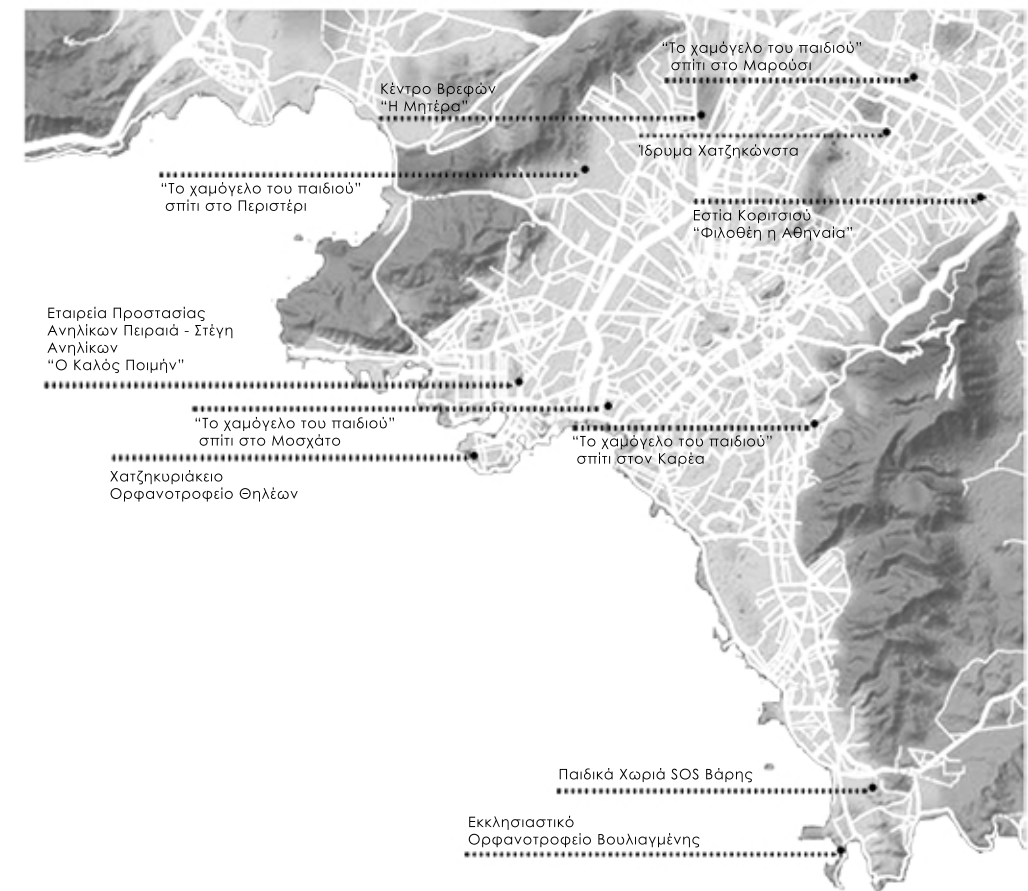 “Το χαμόγελο του παιδιού”
σπίτι στο Μαρούσι
Κέντρο Βρεφών
“Η Μητέρα”
Ίδρυμα Χατζηκώνστα
“Το χαμόγελο του παιδιού”
σπίτι στο Περιστέρι
Εστία Κοριτσιού
“Φιλοθέη η Αθηναία”
Εταιρεία Προστασίας
Ανηλίκων Πειραιά - Στέγη
Ανηλίκων
“Ο Καλός Ποιμήν”
“Το χαμόγελο του παιδιού”
σπίτι στο Μοσχάτο
“Το χαμόγελο του παιδιού”
σπίτι στον Καρέα
Χατζηκυριάκειο
Ορφανοτροφείο Θηλέων
Παιδικά Χωριά SOS Βάρης
Εκκλησιαστικό
Ορφανοτροφείο Βουλιαγμένης